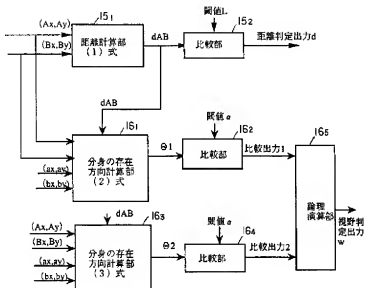 閾値L
15₁
15₂
(Ax,Ay)
(Bx,By)
距離計算部
(1)式
dAB
比較部
距離判定出力d
dAB
16₁
閾値α
16₂
16₅
分身の存在
方向計算部
(2)式
Θ1
比較部
比較出力1
(ax,ay)
(bx,by)
論理
演算部
視野判
定出力
w
dAB
16₃
閾値α
16₄
(Ax,Ay)
(Bx,By)
(ax,ay)
(bx,by)
分身の存在
方向計算部
(3)式
Θ2
比較部
比較出力2